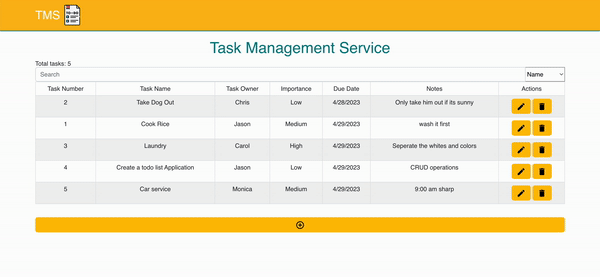 TMS TO-DO
Task Management Service
Total tasks: 5
Search Name
Task Number Task Name Task Owner Importance Due Date Notes Actions
2 Take Dog Out Chris Low 4/28/2023 Only take him out if its sunny
1 Cook Rice Jason Medium 4/29/2023 wash it first
3 Laundry Carol High 4/29/2023 Seperate the whites and colors
4 Create a todo list Application Jason Low 4/29/2023 CRUD operations
5 Car service Monica Medium 4/29/2023 9:00 am sharp